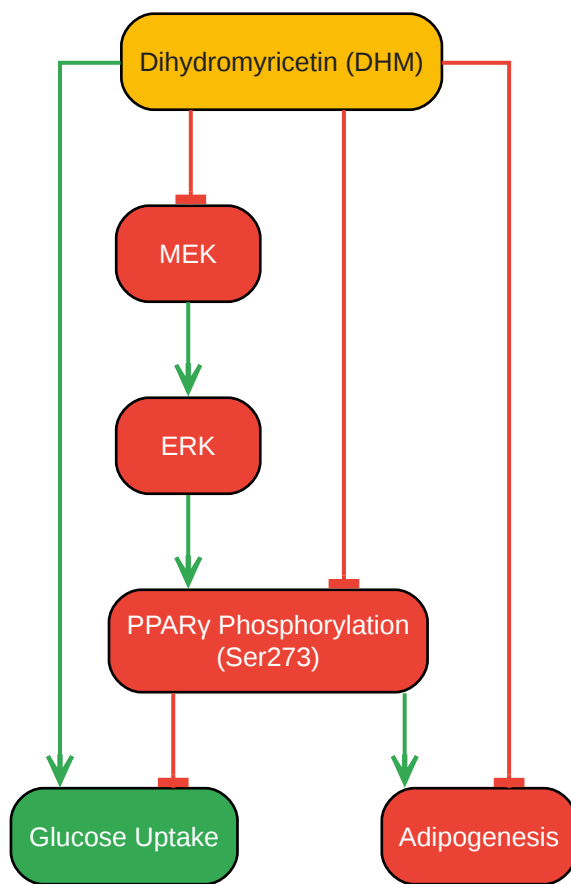 Dihydromyricetin (DHM)
MEK
ERK
PPARγ Phosphorylation
(Ser273)
Glucose Uptake
Adipogenesis